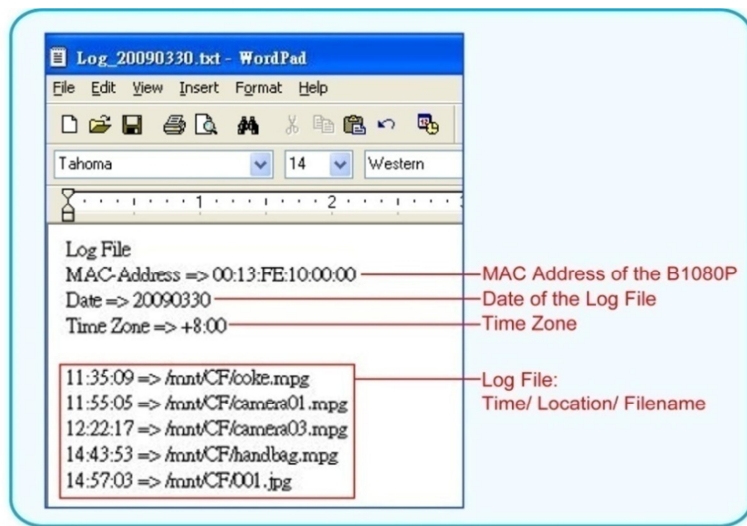 Log_20090330.txt - WordPad
File Edit View Insert Format Help
Tahoma 14 Western
1 2
Log File
MAC-Address => 00:13:FE:10:00:00
Date => 20090330
Time Zone => +8:00
11:35:09 => /mnt/CF/coke.mpg
11:55:05 => /mnt/CF/camera01.mpg
12:22:17 => /mnt/CF/camera03.mpg
14:43:53 => /mnt/CF/handbag.mpg
14:57:03 => /mnt/CF/001.jpg
MAC Address of the B1080P
Date of the Log File
Time Zone
Log File:
Time/ Location/ Filename